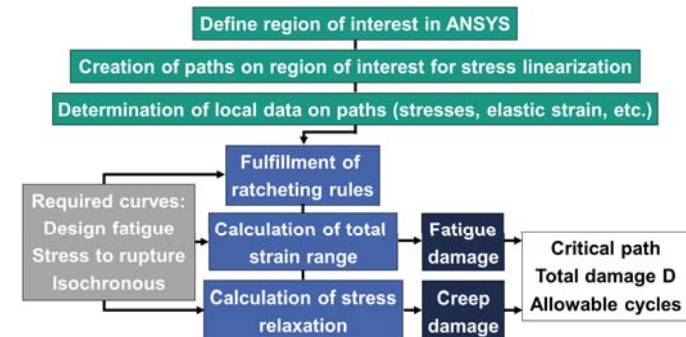 Define region of interest in ANSYS
Creation of paths on region of interest for stress linearization
Determination of local data on paths (stresses, elastic strain, etc.)
Fulfillment of
ratcheting rules
Required curves:
Design fatigue
Stress to rupture
Isochronous
Calculation of total
strain range
Fatigue
damage
Calculation of stress
relaxation
Creep
damage
Critical path
Total damage D
Allowable cycles